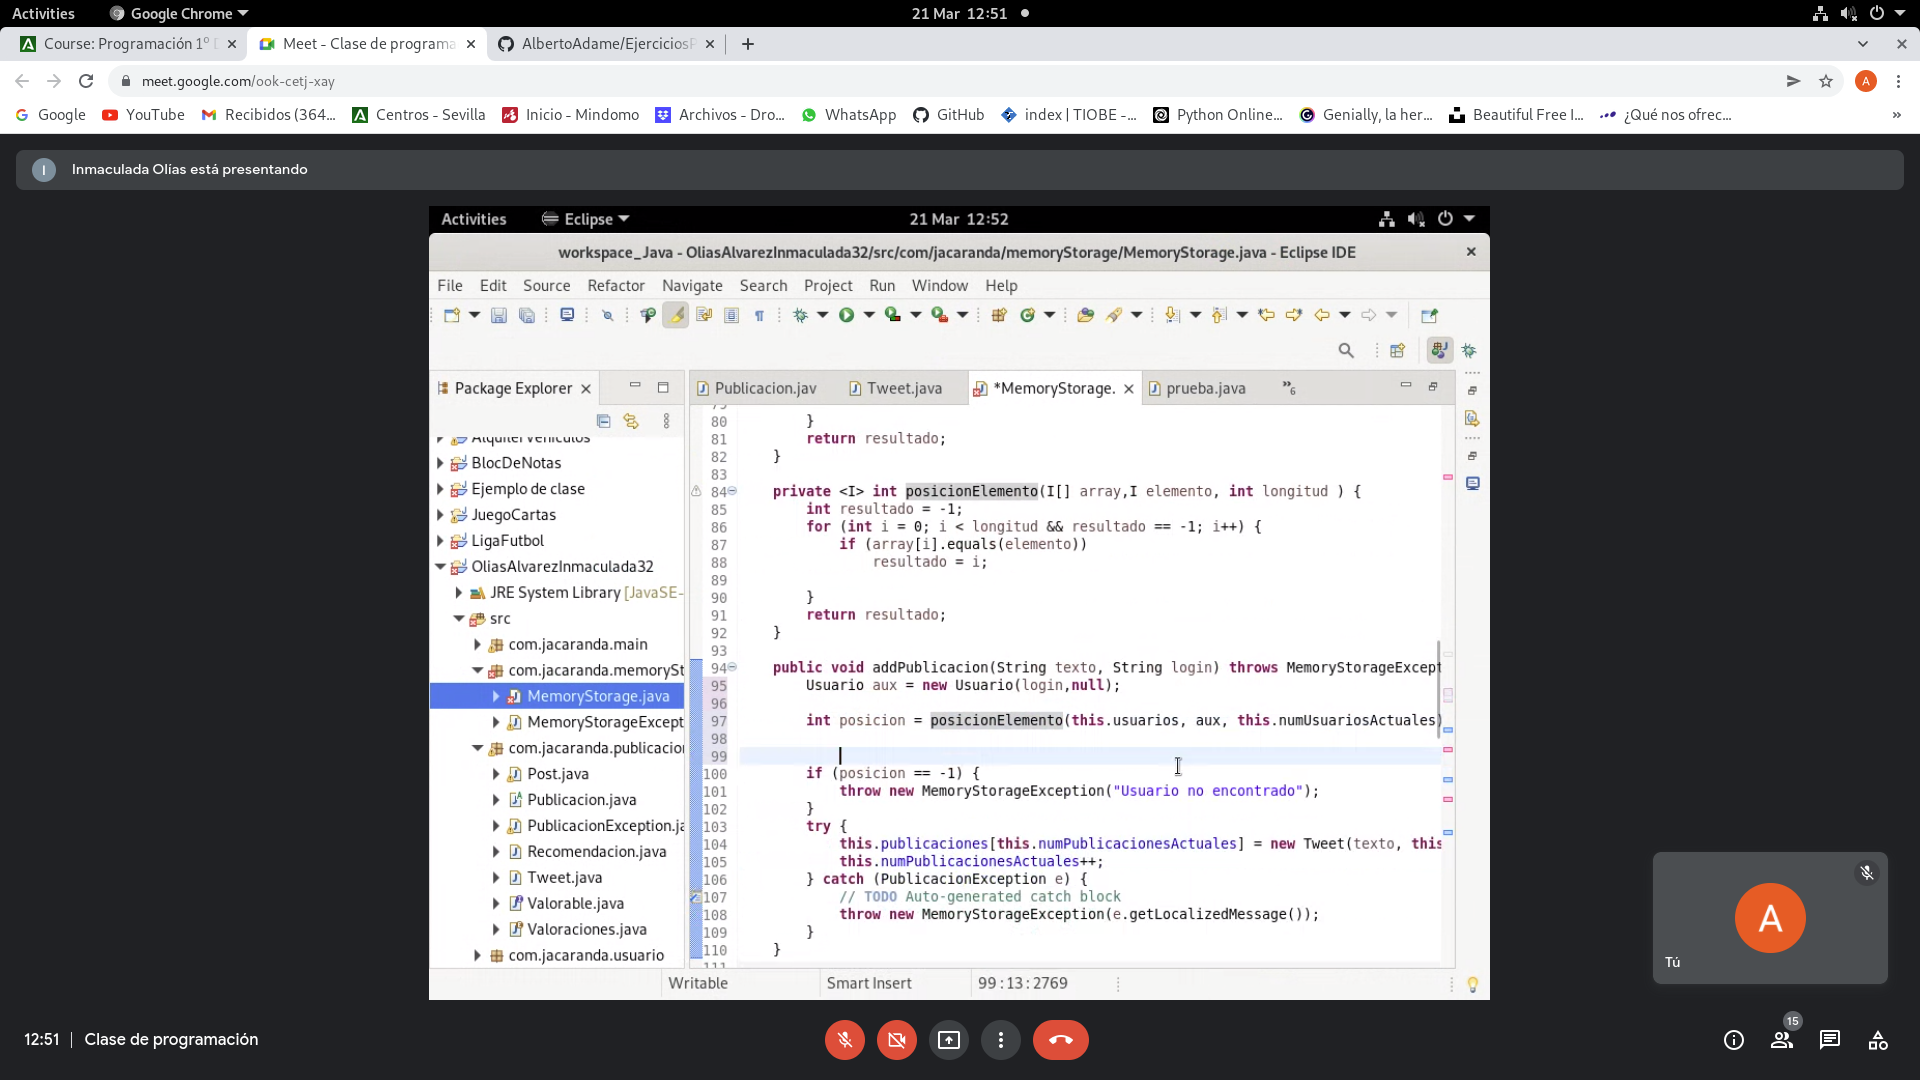 Activities Google Chrome 21 Mar 12:51
Course: Programación 1º D Meet - Clase de programa AlbertoAdame/EjerciciosP
meet.google.com/ook-cetj-xay A
Google YouTube Recibidos (364... Centros - Sevilla Inicio - Mindomo Archivos - Dro... WhatsApp GitHub index | TIOBE -... Python Online... Genially, la her... Beautiful Free I... ¿Qué nos ofrec... »
I Inmaculada Olías está presentando
Activities Eclipse 21 Mar 12:52
workspace_Java - OliasAlvarezInmaculada32/src/com/jacaranda/memoryStorage/MemoryStorage.java - Eclipse IDE
File Edit Source Refactor Navigate Search Project Run Window Help
Package Explorer
Publicacion.jav Tweet.java *MemoryStorage. prueba.java »6
AlquilerVehiculos
BlocDeNotas
Ejemplo de clase
JuegoCartas
LigaFutbol
OliasAlvarezInmaculada32
JRE System Library [JavaSE-
src
com.jacaranda.main
com.jacaranda.memorySt
MemoryStorage.java
MemoryStorageExcept
com.jacaranda.publicacion
Post.java
Publicacion.java
PublicacionException.ja
Recomendacion.java
Tweet.java
Valorable.java
Valoraciones.java
com.jacaranda.usuario
79
80 }
81 return resultado;
82 }
83
84 private <I> int posicionElemento(I[] array,I elemento, int longitud ) {
85 int resultado = -1;
86 for (int i = 0; i < longitud && resultado == -1; i++) {
87 if (array[i].equals(elemento))
88 resultado = i;
89
90 }
91 return resultado;
92 }
93
94 public void addPublicacion(String texto, String login) throws MemoryStorageExcept
95 Usuario aux = new Usuario(login,null);
96
97 int posicion = posicionElemento(this.usuarios, aux, this.numUsuariosActuales)
98
99
100 if (posicion == -1) {
101 throw new MemoryStorageException("Usuario no encontrado");
102 }
103 try {
104 this.publicaciones[this.numPublicacionesActuales] = new Tweet(texto, this
105 this.numPublicacionesActuales++;
106 } catch (PublicacionException e) {
107 // TODO Auto-generated catch block
108 throw new MemoryStorageException(e.getLocalizedMessage());
109 }
110 }
111
Writable Smart Insert 99 : 13 : 2769
A
Tú
12:51 | Clase de programación
15